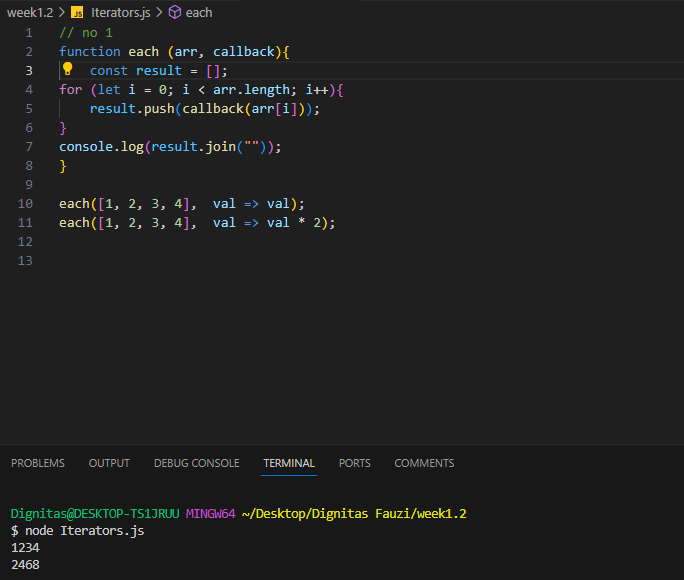 week1.2 > JS Iterators.js > each
1 // no 1
2 function each (arr, callback){
3     const result = [];
4 for (let i = 0; i < arr.length; i++){
5     result.push(callback(arr[i]));
6 }
7 console.log(result.join(""));
8 }
9
10 each([1, 2, 3, 4],  val => val);
11 each([1, 2, 3, 4],  val => val * 2);
12
13
PROBLEMS OUTPUT DEBUG CONSOLE TERMINAL PORTS COMMENTS
Dignitas@DESKTOP-TS1JRUU MINGW64 ~/Desktop/Dignitas Fauzi/week1.2
$ node Iterators.js
1234
2468